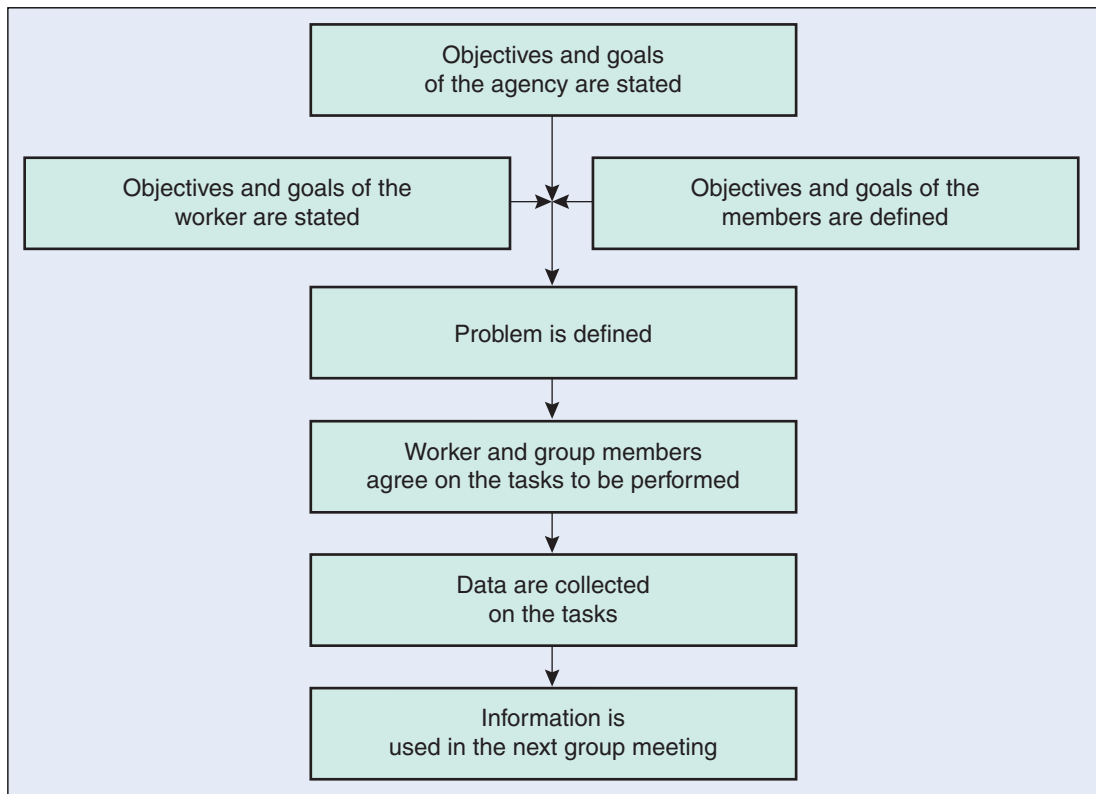 Objectives and goals
of the agency are stated
Objectives and goals of the
worker are stated
Objectives and goals of the
members are defined
Problem is defined
Worker and group members
agree on the tasks to be performed
Data are collected
on the tasks
Information is
used in the next group meeting